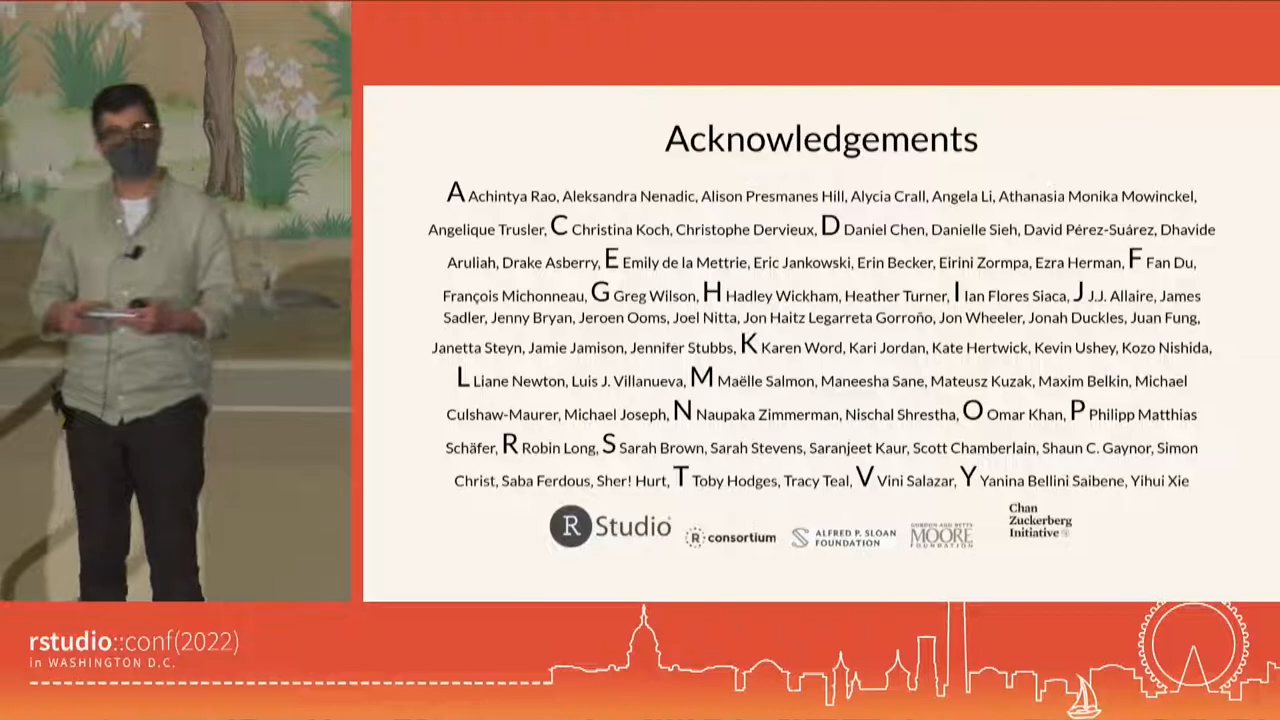 Acknowledgements
A Achintya Rao, Aleksandra Nenadic, Alison Presmanes Hill, Alycia Crall, Angela Li, Athanasia Monika Mowinckel,
Angelique Trusler, C Christina Koch, Christophe Dervieux, D Daniel Chen, Danielle Sieh, David Pérez-Suárez, Dhavide
Aruliah, Drake Asberry, E Emily de la Mettrie, Eric Jankowski, Erin Becker, Eirini Zormpa, Ezra Herman, F Fan Du,
François Michonneau, G Greg Wilson, H Hadley Wickham, Heather Turner, I Ian Flores Siaca, J J.J. Allaire, James
Sadler, Jenny Bryan, Jeroen Ooms, Joel Nitta, Jon Haitz Legarreta Gorroño, Jon Wheeler, Jonah Duckles, Juan Fung,
Janetta Steyn, Jamie Jamison, Jennifer Stubbs, K Karen Word, Kari Jordan, Kate Hertwick, Kevin Ushey, Kozo Nishida,
L Liane Newton, Luis J. Villanueva, M Maëlle Salmon, Maneesha Sane, Mateusz Kuzak, Maxim Belkin, Michael
Culshaw-Maurer, Michael Joseph, N Naupaka Zimmerman, Nischal Shrestha, O Omar Khan, P Philipp Matthias
Schäfer, R Robin Long, S Sarah Brown, Sarah Stevens, Saranjeet Kaur, Scott Chamberlain, Shaun C. Gaynor, Simon
Christ, Saba Ferdous, Sher! Hurt, T Toby Hodges, Tracy Teal, V Vini Salazar, Y Yanina Bellini Saibene, Yihui Xie
R Studio
R consortium
ALFRED P. SLOAN
FOUNDATION
GORDON AND BETTY
MOORE
FOUNDATION
Chan
Zuckerberg
Initiative
rstudio::conf(2022)
in WASHINGTON D.C.